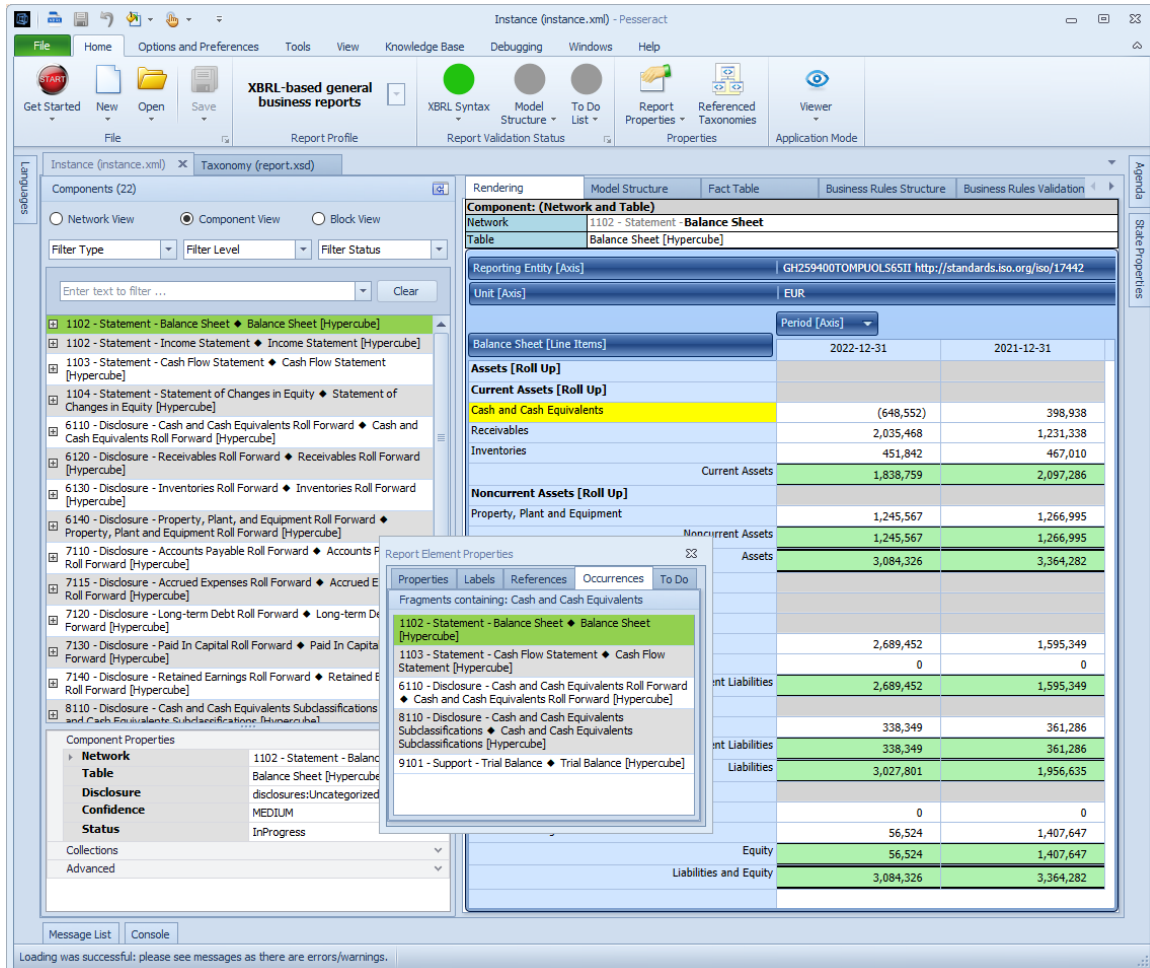 Instance (instance.xml) - Pesseract
File Home Options and Preferences Tools View Knowledge Base Debugging Windows Help
START
Get Started New Open Save
XBRL-based general
business reports
XBRL Syntax Model
Structure To Do
List Report
Properties Referenced
Taxonomies Viewer
File Report Profile Report Validation Status Properties Application Mode
Languages
Instance (instance.xml) Taxonomy (report.xsd)
Components (22)
Network View Component View Block View
Filter Type Filter Level Filter Status
Enter text to filter ... Clear
1102 - Statement - Balance Sheet ◆ Balance Sheet [Hypercube]
1102 - Statement - Income Statement ◆ Income Statement [Hypercube]
1103 - Statement - Cash Flow Statement ◆ Cash Flow Statement
[Hypercube]
1104 - Statement - Statement of Changes in Equity ◆ Statement of
Changes in Equity [Hypercube]
6110 - Disclosure - Cash and Cash Equivalents Roll Forward ◆ Cash and
Cash Equivalents Roll Forward [Hypercube]
6120 - Disclosure - Receivables Roll Forward ◆ Receivables Roll Forward
[Hypercube]
6130 - Disclosure - Inventories Roll Forward ◆ Inventories Roll Forward
[Hypercube]
6140 - Disclosure - Property, Plant, and Equipment Roll Forward ◆
Property, Plant and Equipment Roll Forward [Hypercube]
7110 - Disclosure - Accounts Payable Roll Forward ◆ Accounts P
Roll Forward [Hypercube]
7115 - Disclosure - Accrued Expenses Roll Forward ◆ Accrued E
Roll Forward [Hypercube]
7120 - Disclosure - Long-term Debt Roll Forward ◆ Long-term De
Forward [Hypercube]
7130 - Disclosure - Paid In Capital Roll Forward ◆ Paid In Capita
Forward [Hypercube]
7140 - Disclosure - Retained Earnings Roll Forward ◆ Retained E
Roll Forward [Hypercube]
8110 - Disclosure - Cash and Cash Equivalents Subclassifications
and Cash Equivalents Subclassifications [Hypercube]
Component Properties
Network 1102 - Statement - Balanc
Table Balance Sheet [Hypercube
Disclosure disclosures:Uncategorized
Confidence MEDIUM
Status InProgress
Collections
Advanced
Rendering Model Structure Fact Table Business Rules Structure Business Rules Validation
Component: (Network and Table)
Network 1102 - Statement - Balance Sheet
Table Balance Sheet [Hypercube]
Reporting Entity [Axis] GH259400TOMPUOLS65II http://standards.iso.org/iso/17442
Unit [Axis] EUR
Period [Axis]
Balance Sheet [Line Items] 2022-12-31 2021-12-31
Assets [Roll Up]
Current Assets [Roll Up]
Cash and Cash Equivalents (648,552) 398,938
Receivables 2,035,468 1,231,338
Inventories 451,842 467,010
Current Assets 1,838,759 2,097,286
Noncurrent Assets [Roll Up]
Property, Plant and Equipment 1,245,567 1,266,995
Noncurrent Assets 1,245,567 1,266,995
Assets 3,084,326 3,364,282
2,689,452 1,595,349
0 0
nt Liabilities 2,689,452 1,595,349
338,349 361,286
ent Liabilities 338,349 361,286
Liabilities 3,027,801 1,956,635
0 0
56,524 1,407,647
Equity 56,524 1,407,647
Liabilities and Equity 3,084,326 3,364,282
Report Element Properties
Properties Labels References Occurrences To Do
Fragments containing: Cash and Cash Equivalents
1102 - Statement - Balance Sheet ◆ Balance Sheet
[Hypercube]
1103 - Statement - Cash Flow Statement ◆ Cash Flow
Statement [Hypercube]
6110 - Disclosure - Cash and Cash Equivalents Roll Forward
◆ Cash and Cash Equivalents Roll Forward [Hypercube]
8110 - Disclosure - Cash and Cash Equivalents
Subclassifications ◆ Cash and Cash Equivalents
Subclassifications [Hypercube]
9101 - Support - Trial Balance ◆ Trial Balance [Hypercube]
Agenda
State Properties
Message List Console
Loading was successful: please see messages as there are errors/warnings.